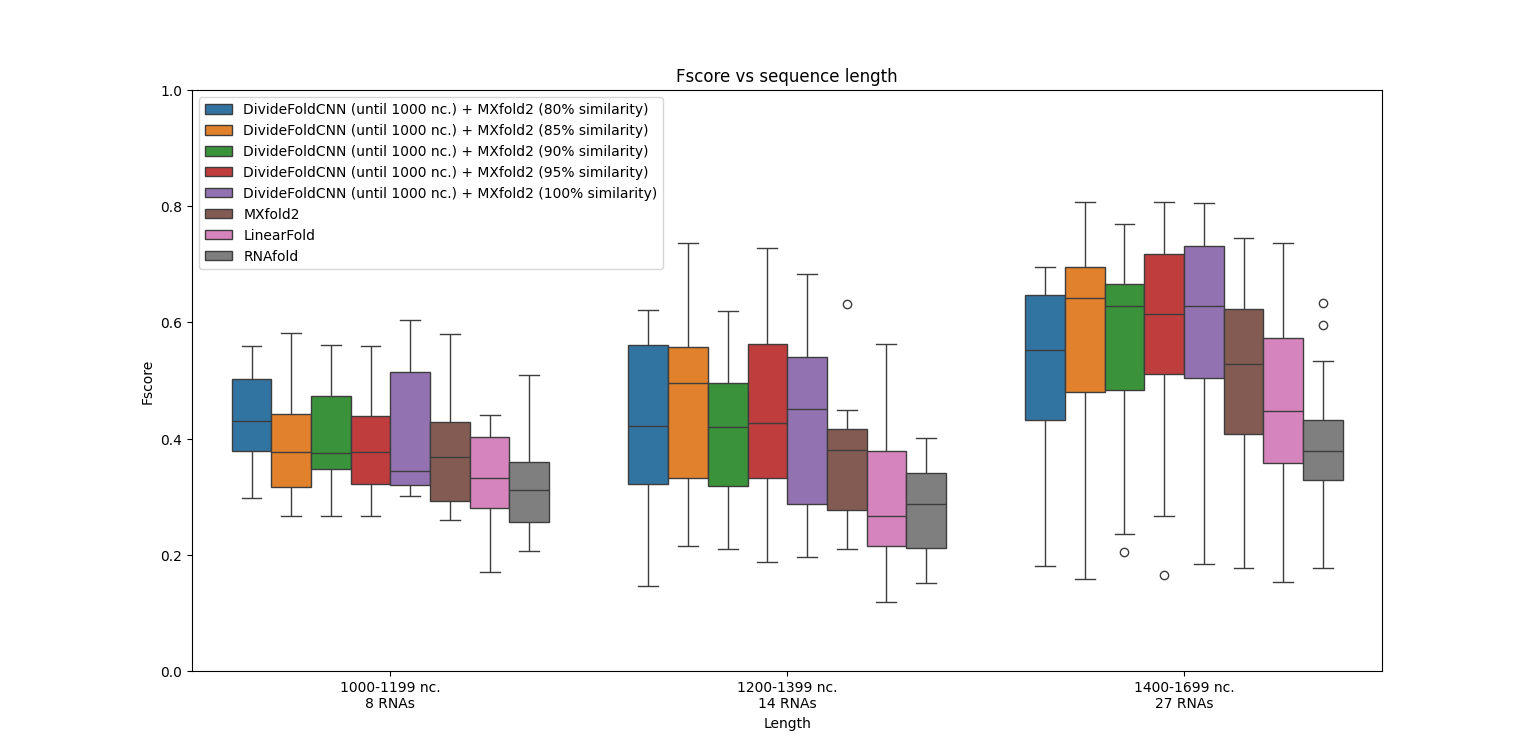 Fscore vs sequence length
1.0
0.8
0.6
0.4
0.2
0.0
Fscore
DivideFoldCNN (until 1000 nc.) + MXfold2 (80% similarity)
DivideFoldCNN (until 1000 nc.) + MXfold2 (85% similarity)
DivideFoldCNN (until 1000 nc.) + MXfold2 (90% similarity)
DivideFoldCNN (until 1000 nc.) + MXfold2 (95% similarity)
DivideFoldCNN (until 1000 nc.) + MXfold2 (100% similarity)
MXfold2
LinearFold
RNAfold
1000-1199 nc.
8 RNAs
1200-1399 nc.
14 RNAs
1400-1699 nc.
27 RNAs
Length